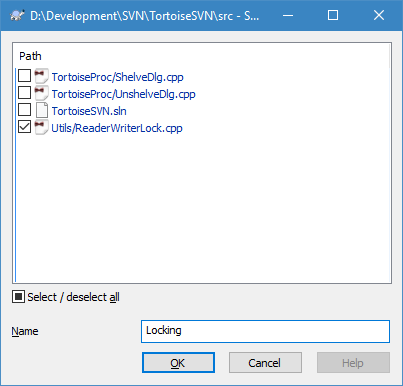 D:\Development\SVN\TortoiseSVN\src - S...
Path
TortoiseProc/ShelveDlg.cpp
TortoiseProc/UnshelveDlg.cpp
TortoiseSVN.sln
Utils/ReaderWriterLock.cpp
Select / deselect all
Name
Locking
OK
Cancel
Help